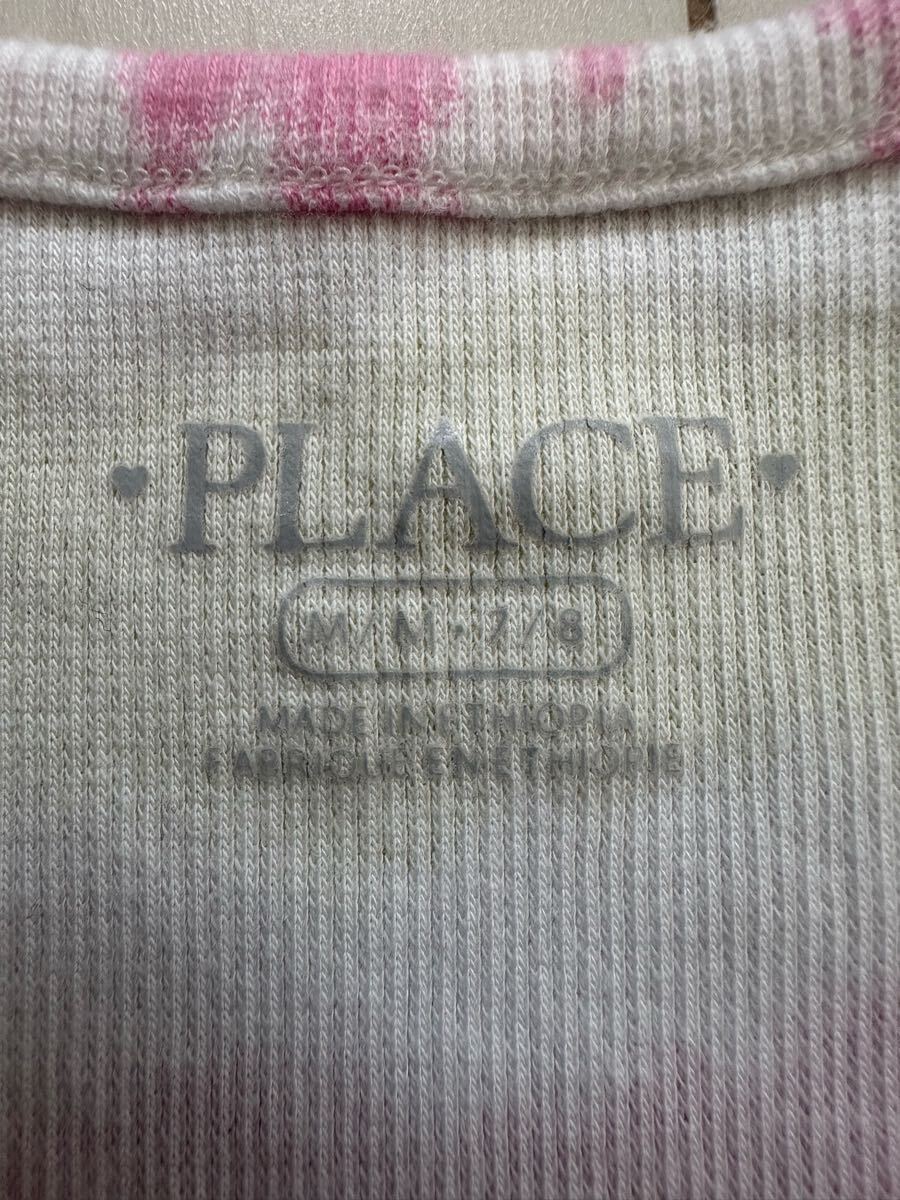 PLACE
M/M·7/8
MADE IN ETHIOPIA
FABRIQUÉ EN ÉTHIOPIE